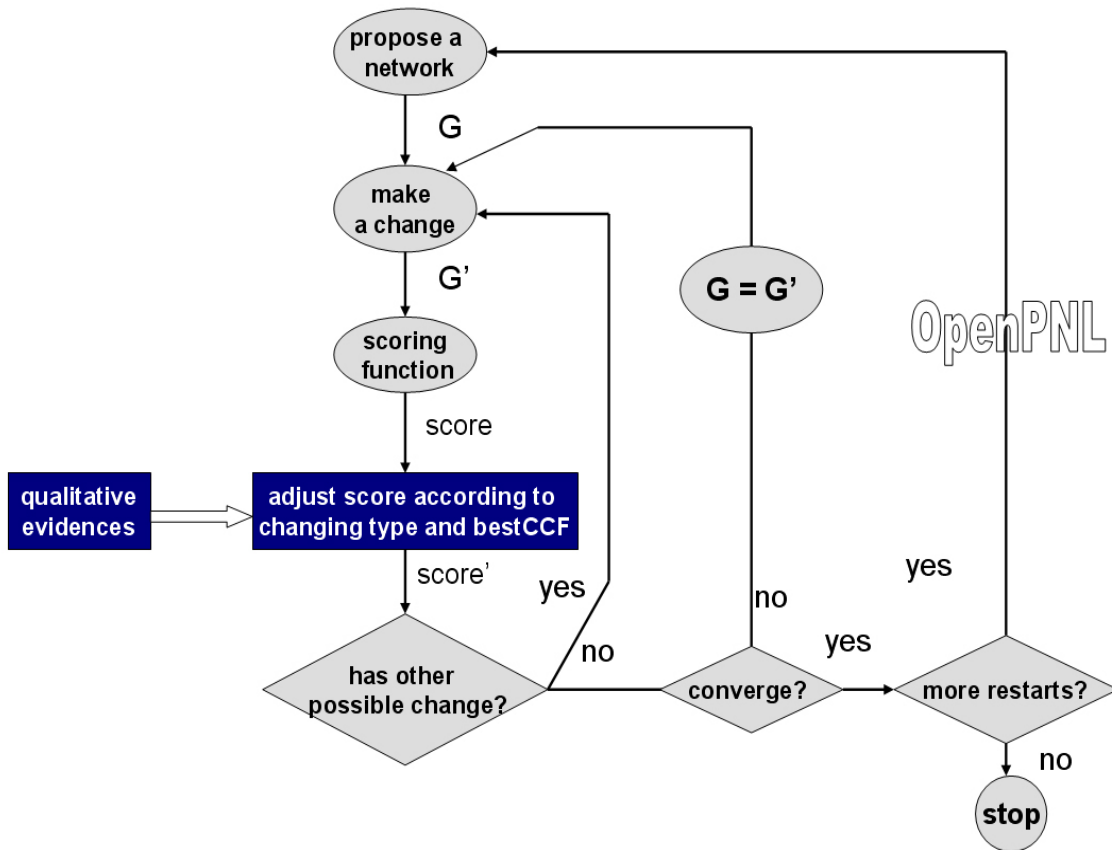 propose a
network
G
make
a change
G'
G = G'
scoring
function
OpenPNL
score
qualitative
evidences
adjust score according to
changing type and bestCCF
score'
yes
no
has other
possible change?
no
converge?
yes
yes
more restarts?
no
stop